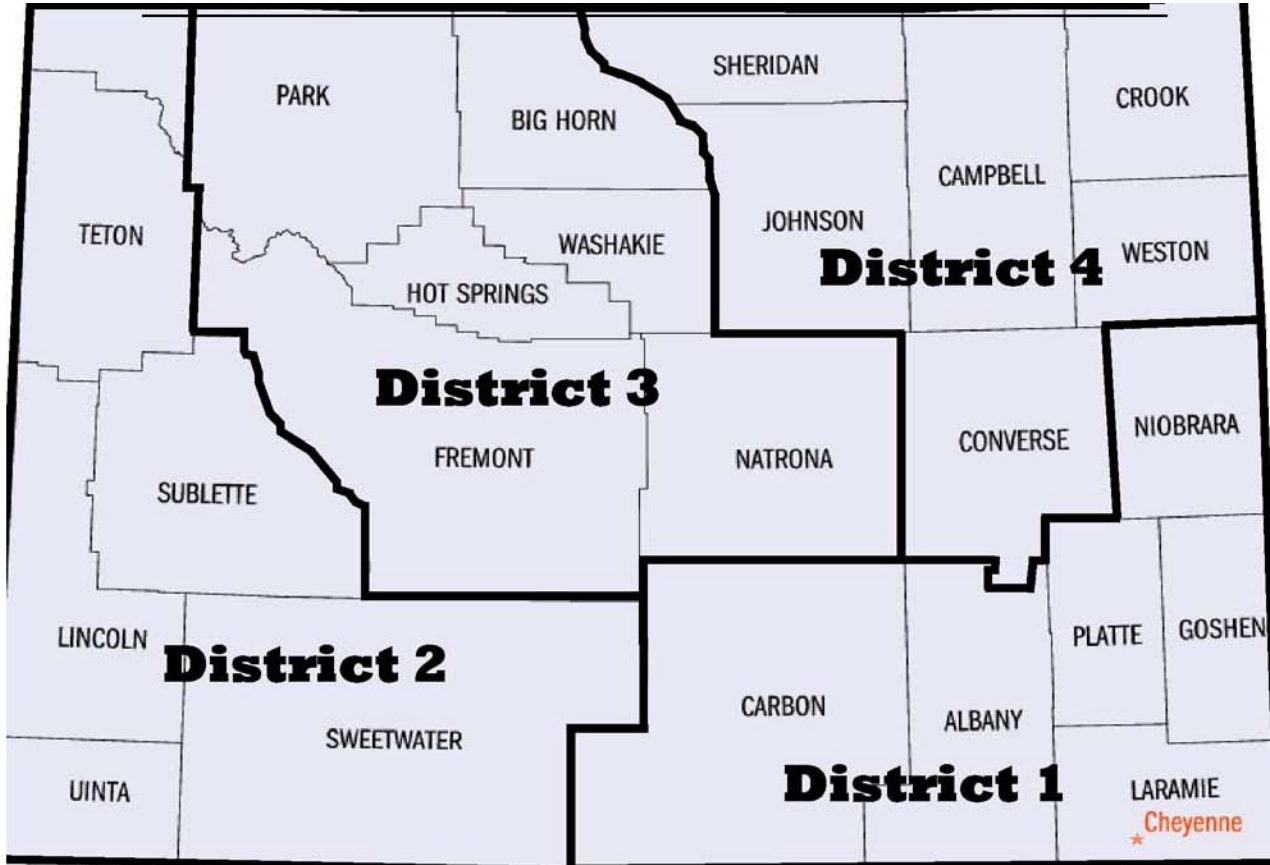 SHERIDAN
PARK
CROOK
BIG HORN
CAMPBELL
JOHNSON
TETON
WASHAKIE
WESTON
District 4
HOT SPRINGS
District 3
NIOBRARA
CONVERSE
FREMONT
NATRONA
SUBLETTE
GOSHEN
PLATTE
LINCOLN
District 2
CARBON
ALBANY
SWEETWATER
District 1
UINTA
LARAMIE
Cheyenne